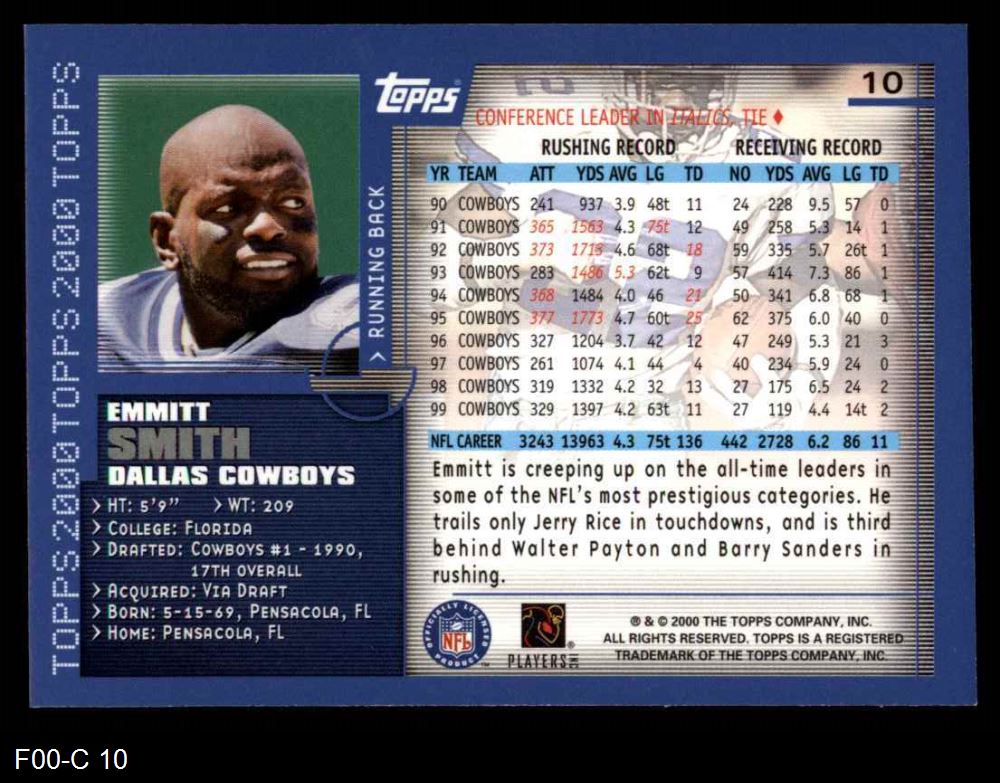 TOPPS 2000 TOPPS 2000 TOPPS 2000 TOPPS
TOPPS
10
CONFERENCE LEADER IN ITALICS, TIE ♦
RUSHING RECORD RECEIVING RECORD
YR TEAM ATT YDS AVG LG TD NO YDS AVG LG TD
90 COWBOYS 241 937 3.9 48t 11 24 228 9.5 57 0
91 COWBOYS 365 1563 4.3 75t 12 49 258 5.3 14 1
92 COWBOYS 373 1713 4.6 68t 18 59 335 5.7 26t 1
93 COWBOYS 283 1486 5.3 62t 9 57 414 7.3 86 1
94 COWBOYS 368 1484 4.0 46 21 50 341 6.8 68 1
95 COWBOYS 377 1773 4.7 60t 25 62 375 6.0 40 0
96 COWBOYS 327 1204 3.7 42 12 47 249 5.3 21 3
97 COWBOYS 261 1074 4.1 44 4 40 234 5.9 24 0
98 COWBOYS 319 1332 4.2 32 13 27 175 6.5 24 2
99 COWBOYS 329 1397 4.2 63t 11 27 119 4.4 14t 2
NFL CAREER 3243 13963 4.3 75t 136 442 2728 6.2 86 11
> RUNNING BACK
EMMITT
SMITH
DALLAS COWBOYS
> HT: 5'9" > WT: 209
> COLLEGE: FLORIDA
> DRAFTED: COWBOYS #1 - 1990,
17TH OVERALL
> ACQUIRED: VIA DRAFT
> BORN: 5-15-69, PENSACOLA, FL
> HOME: PENSACOLA, FL
Emmitt is creeping up on the all-time leaders in
some of the NFL's most prestigious categories. He
trails only Jerry Rice in touchdowns, and is third
behind Walter Payton and Barry Sanders in
rushing.
OFFICIALLY LICENSED
NFL
PRODUCT
™
PLAYERS INC
®
® & © 2000 THE TOPPS COMPANY, INC.
ALL RIGHTS RESERVED. TOPPS IS A REGISTERED
TRADEMARK OF THE TOPPS COMPANY, INC.
F00-C 10